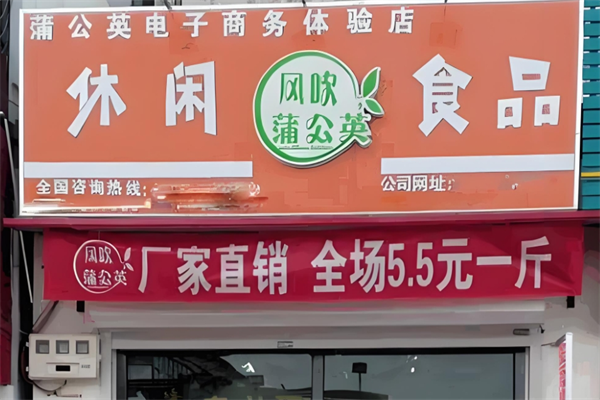 蒲公英电子商务体验店
休闲 风吹蒲公英 食品
全国咨询热线:
公司网址:
风吹蒲公英 厂家直销 全场5.5元一斤